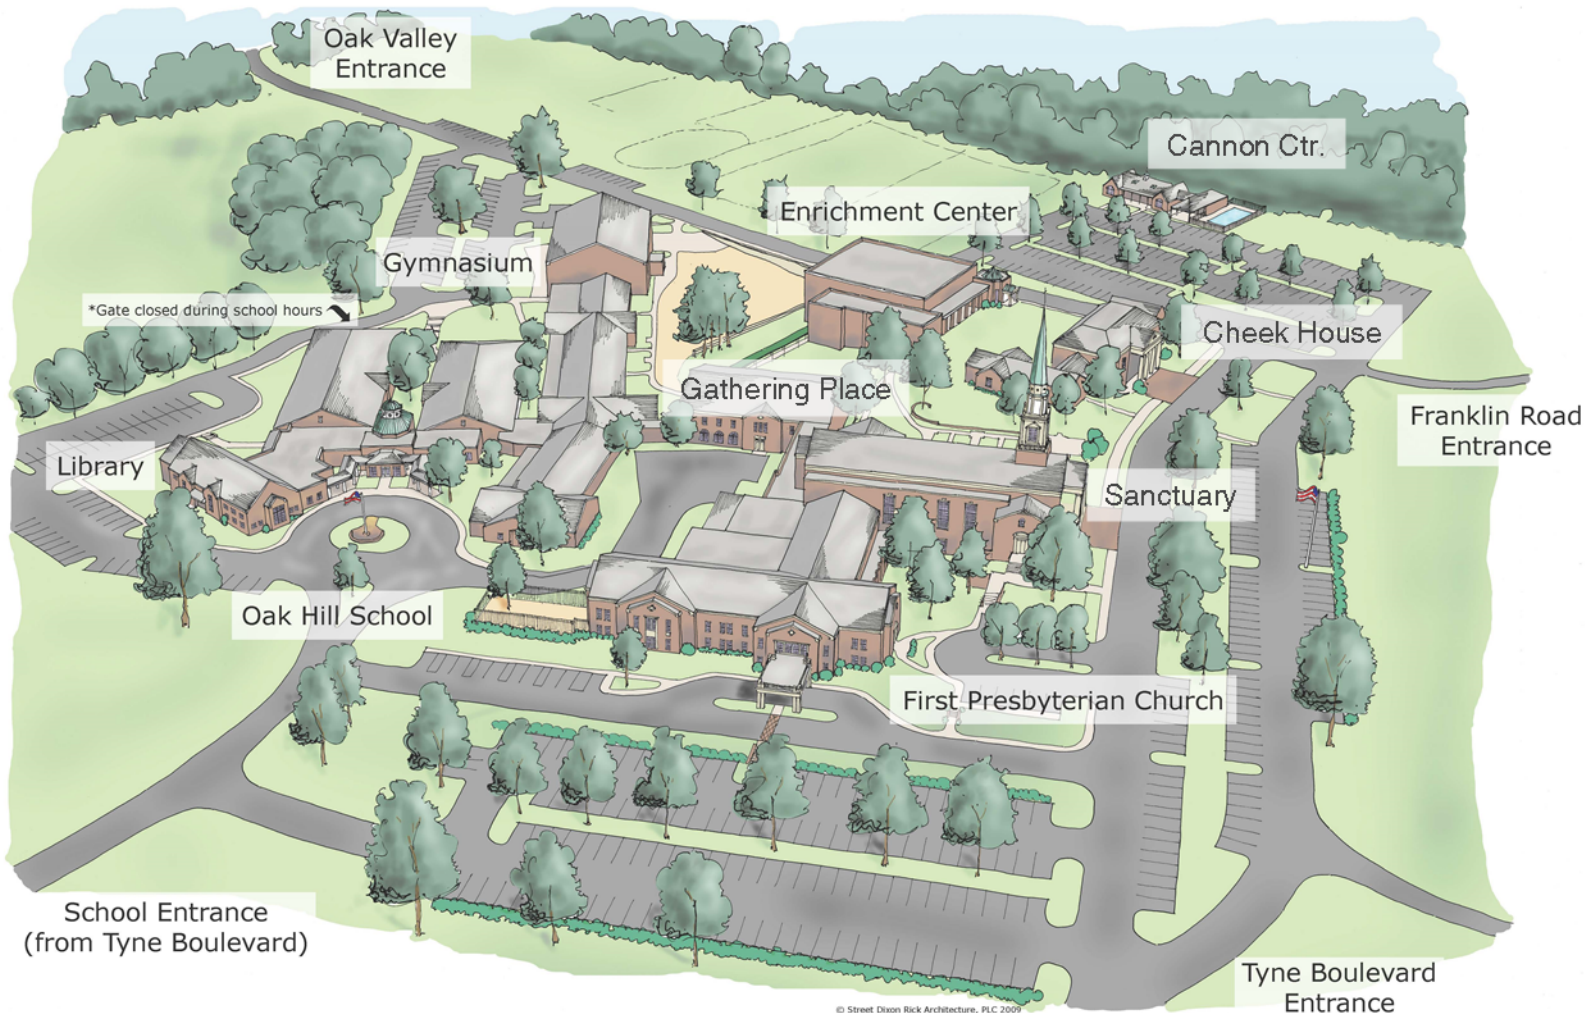 Oak Valley
Entrance
Cannon Ctr.
Enrichment Center
Gymnasium
*Gate closed during school hours
Cheek House
Gathering Place
Franklin Road
Entrance
Library
Sanctuary
Oak Hill School
First Presbyterian Church
School Entrance
(from Tyne Boulevard)
Tyne Boulevard
Entrance
© Street Dixon Rick Architecture, PLC 2009